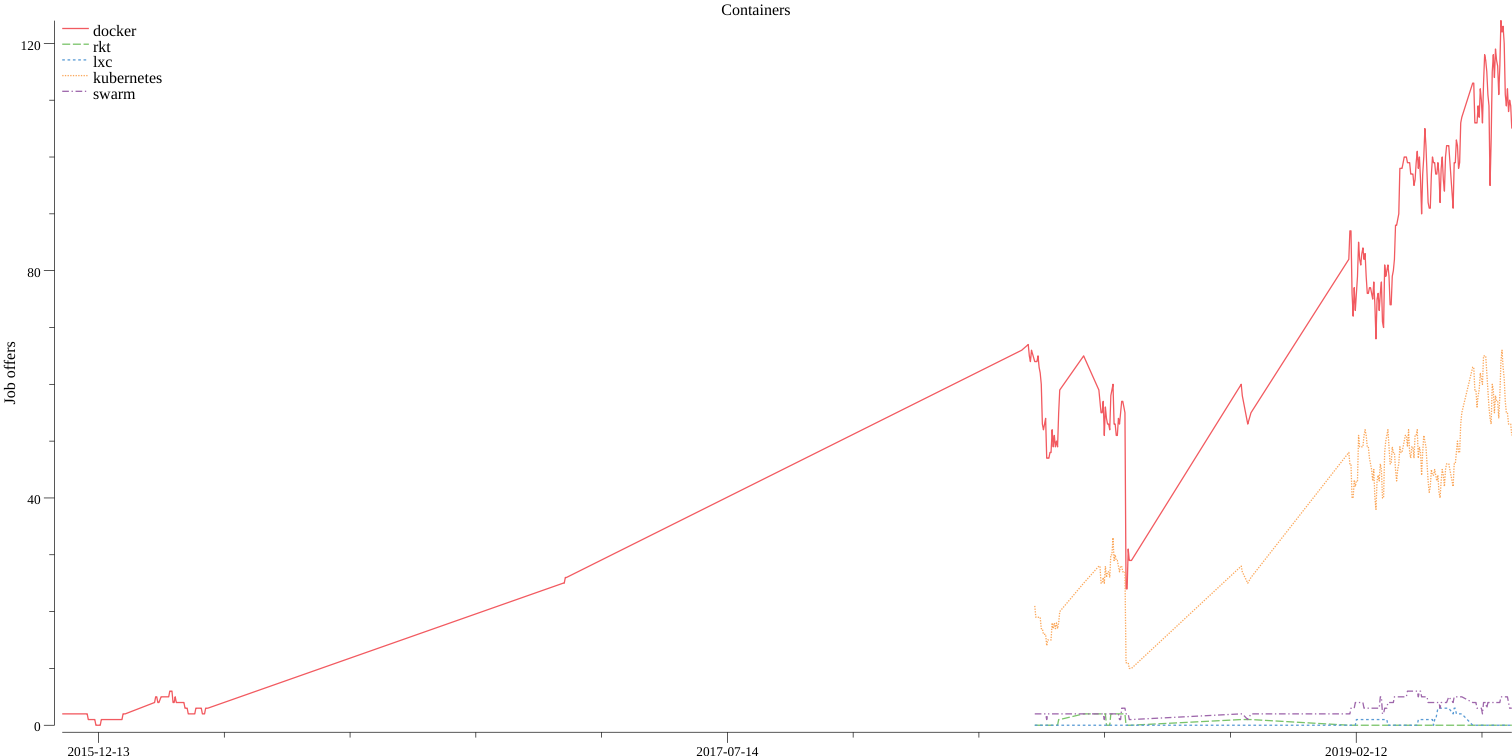 Containers
docker
rkt
lxc
kubernetes
swarm
Job offers
120
80
40
0
2015-12-13
2017-07-14
2019-02-12